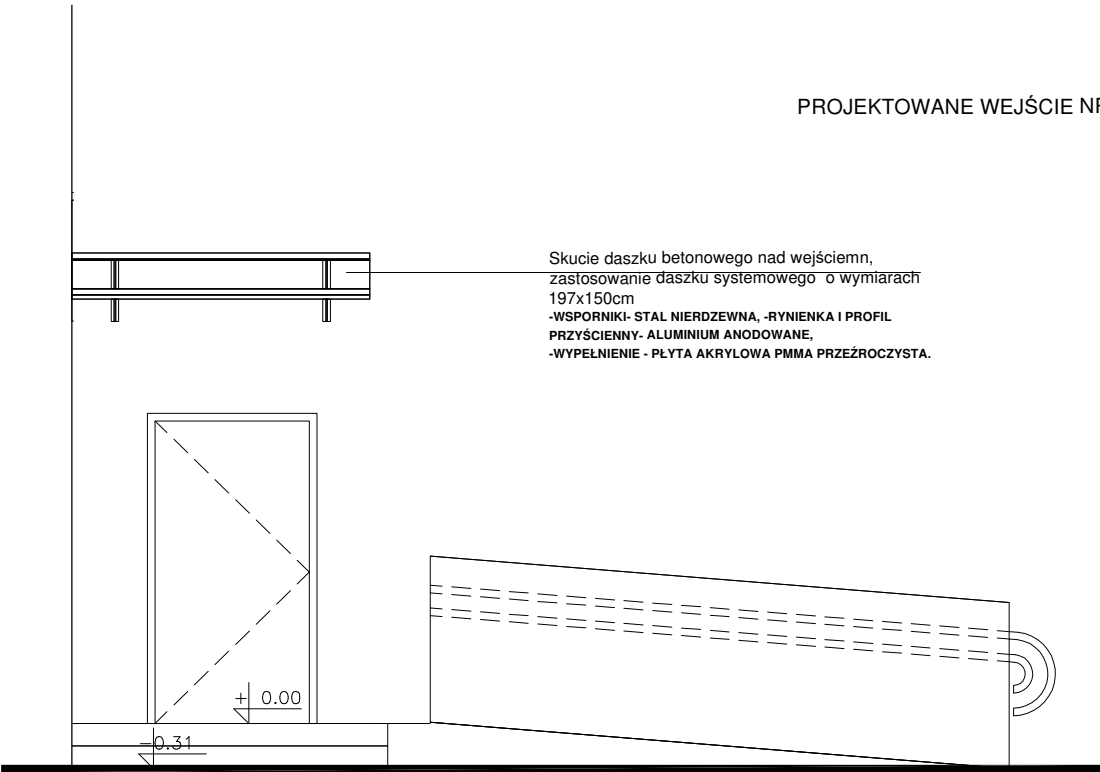 PROJEKTOWANE WEJŚCIE
Skucie daszku betonowego nad wejściemn,
zastosowanie daszku systemowego o wymiarach
197x150cm
-WSPORNIKI- STAL NIERDZEWNA, -RYNIENKA I PROFIL
PRZYŚCIENNY- ALUMINIUM ANODOWANE,
-WYPEŁNIENIE - PŁYTA AKRYLOWA PMMA PRZEŹROCZYSTA.
+ 0.00
-0.31